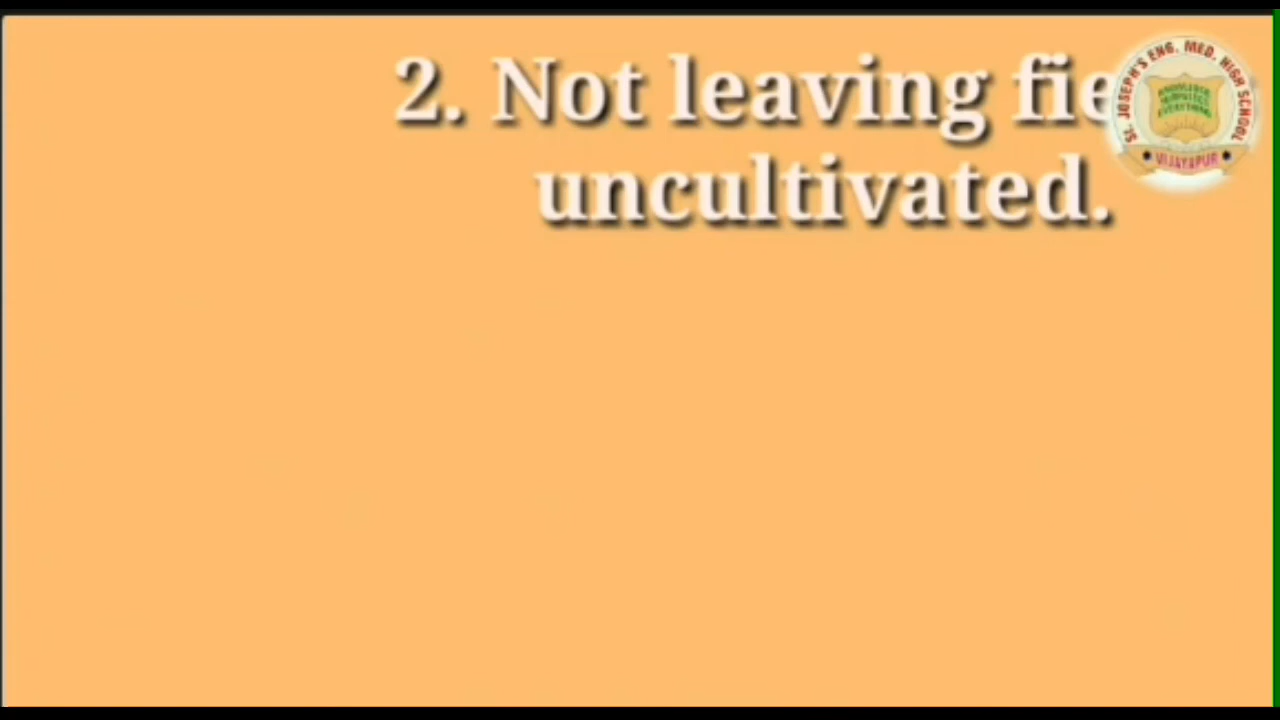 2. Not leaving fie
uncultivated.
ST. JOSEPH'S ENG. MED. HIGH SCHOOL
VIJAYAPUR